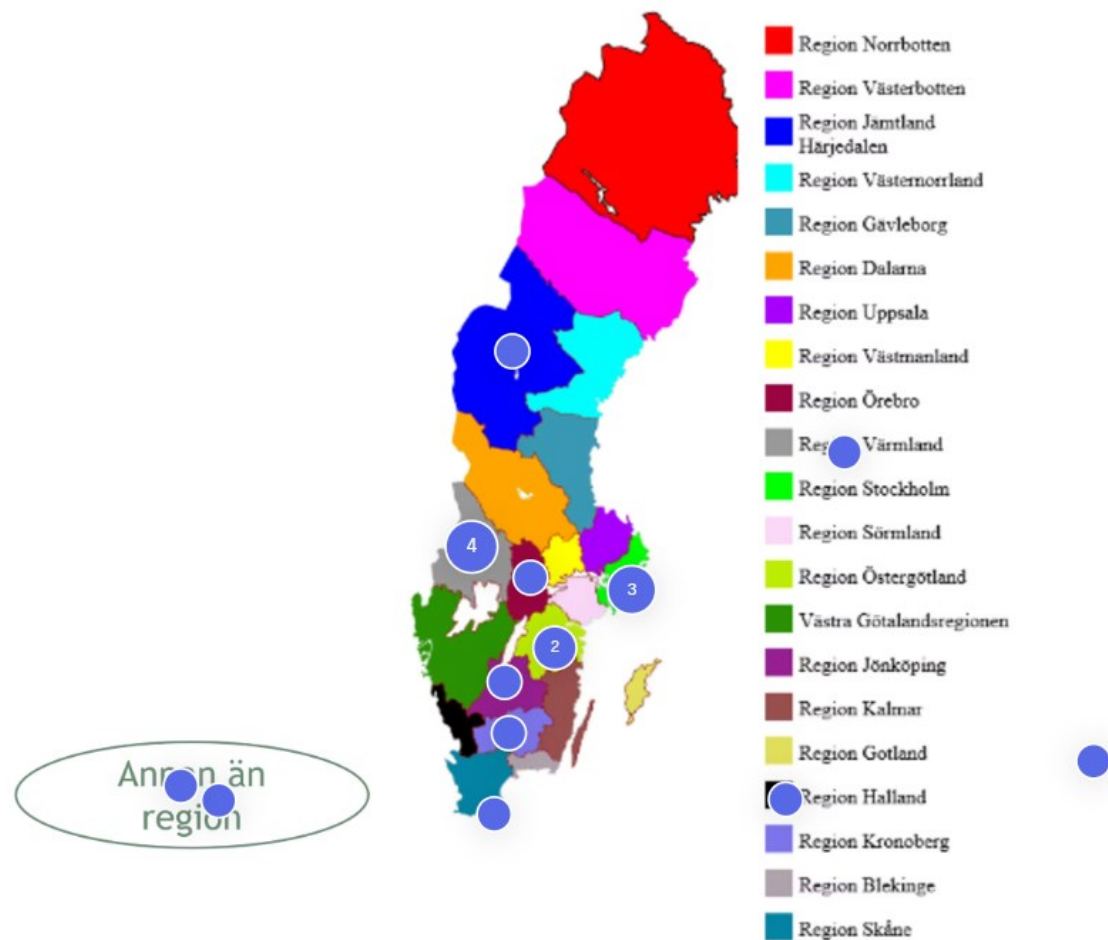 4
3
2
Annan än
region
Region Norrbotten
Region Västerbotten
Region Jämtland
Härjedalen
Region Västernorrland
Region Gävleborg
Region Dalarna
Region Uppsala
Region Västmanland
Region Örebro
Region Värmland
Region Stockholm
Region Sörmland
Region Östergötland
Västra Götalandsregionen
Region Jönköping
Region Kalmar
Region Gotland
Region Halland
Region Kronoberg
Region Blekinge
Region Skåne